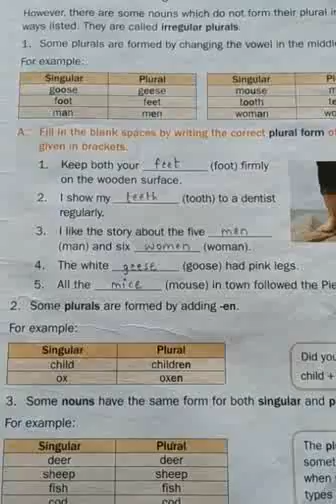 However, there are some nouns which do not form their plural
ways listed. They are called irregular plurals.
1. Some plurals are formed by changing the vowel in the
For example:
Singular Plural Singular
goose geese mouse
foot feet tooth
man men woman
A. Fill in the blank spaces by writing the correct plural form
given in brackets.
1. Keep both your feet (foot) firmly
on the wooden surface.
2. I show my teeth (tooth) to a dentist
regularly.
3. I like the story about the five men
(man) and six women (woman).
4. The white geese (goose) had pink legs.
5. All the mice (mouse) in town followed the
2. Some plurals are formed by adding -en.
For example:
Singular Plural
child children
ox oxen
Did
child +
3. Some nouns have the same form for both singular and
For example:
Singular Plural
deer deer
sheep sheep
fish fish
cod cod
The
when
types